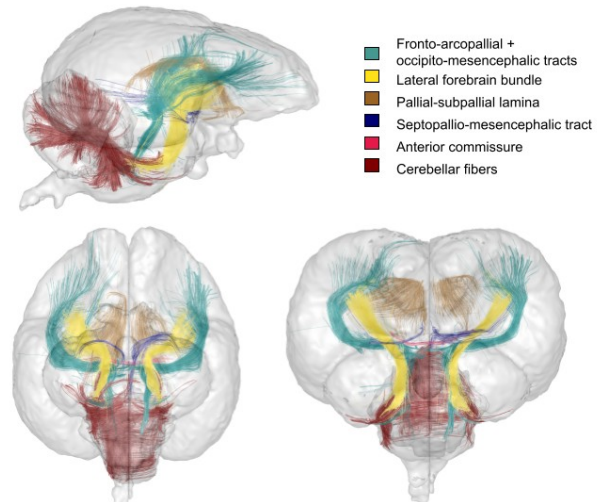 Fronto-arcopallial +
occipito-mesencephalic tracts
Lateral forebrain bundle
Pallial-subpallial lamina
Septopallio-mesencephalic tract
Anterior commissure
Cerebellar fibers